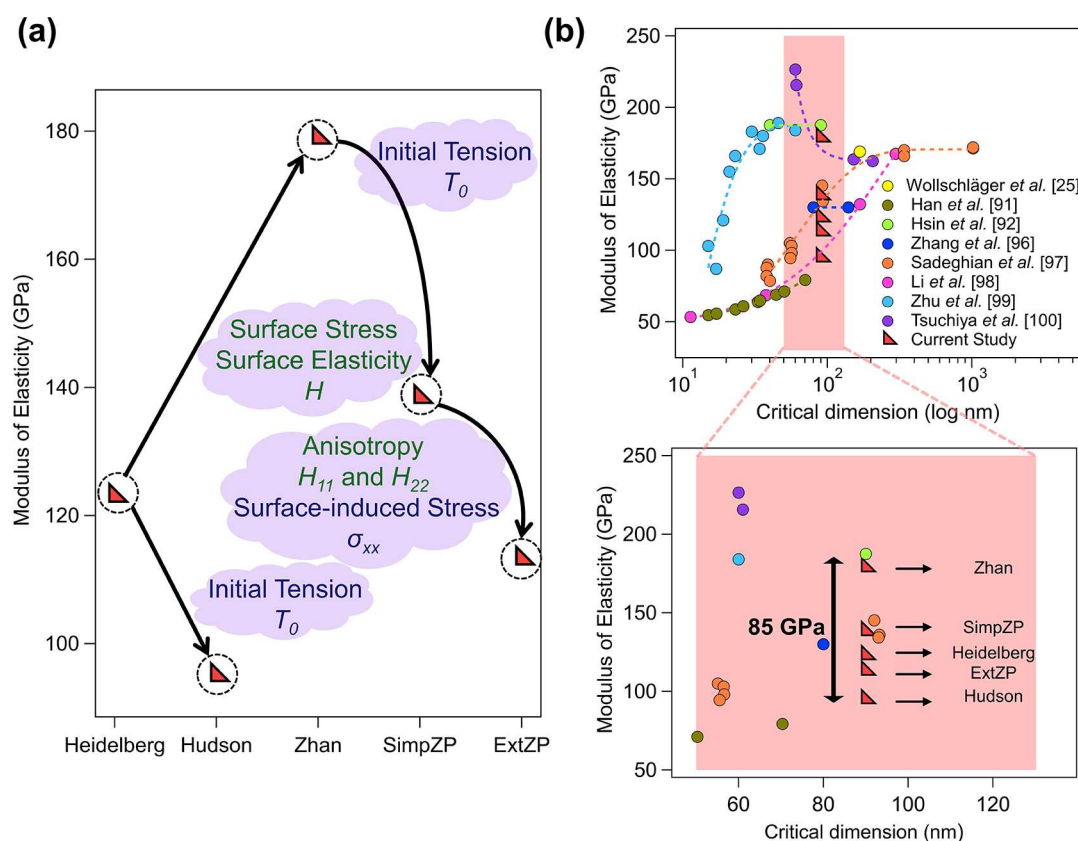 (a)
Modulus of Elasticity (GPa)
180
160
140
120
100
Heidelberg
Hudson
Zhan
SimpZP
ExtZP
Initial Tension
T0
Surface Stress
Surface Elasticity
H
Anisotropy
H11 and H22
Surface-induced Stress
σxx
Initial Tension
T0
(b)
Modulus of Elasticity (GPa)
250
200
150
100
50
10^1
10^2
10^3
Critical dimension (log nm)
Wollschläger et al. [25]
Han et al. [91]
Hsin et al. [92]
Zhang et al. [96]
Sadeghian et al. [97]
Li et al. [98]
Zhu et al. [99]
Tsuchiya et al. [100]
Current Study
Modulus of Elasticity (GPa)
250
200
150
100
50
85 GPa
Zhan
SimpZP
Heidelberg
ExtZP
Hudson
60
80
100
120
Critical dimension (nm)